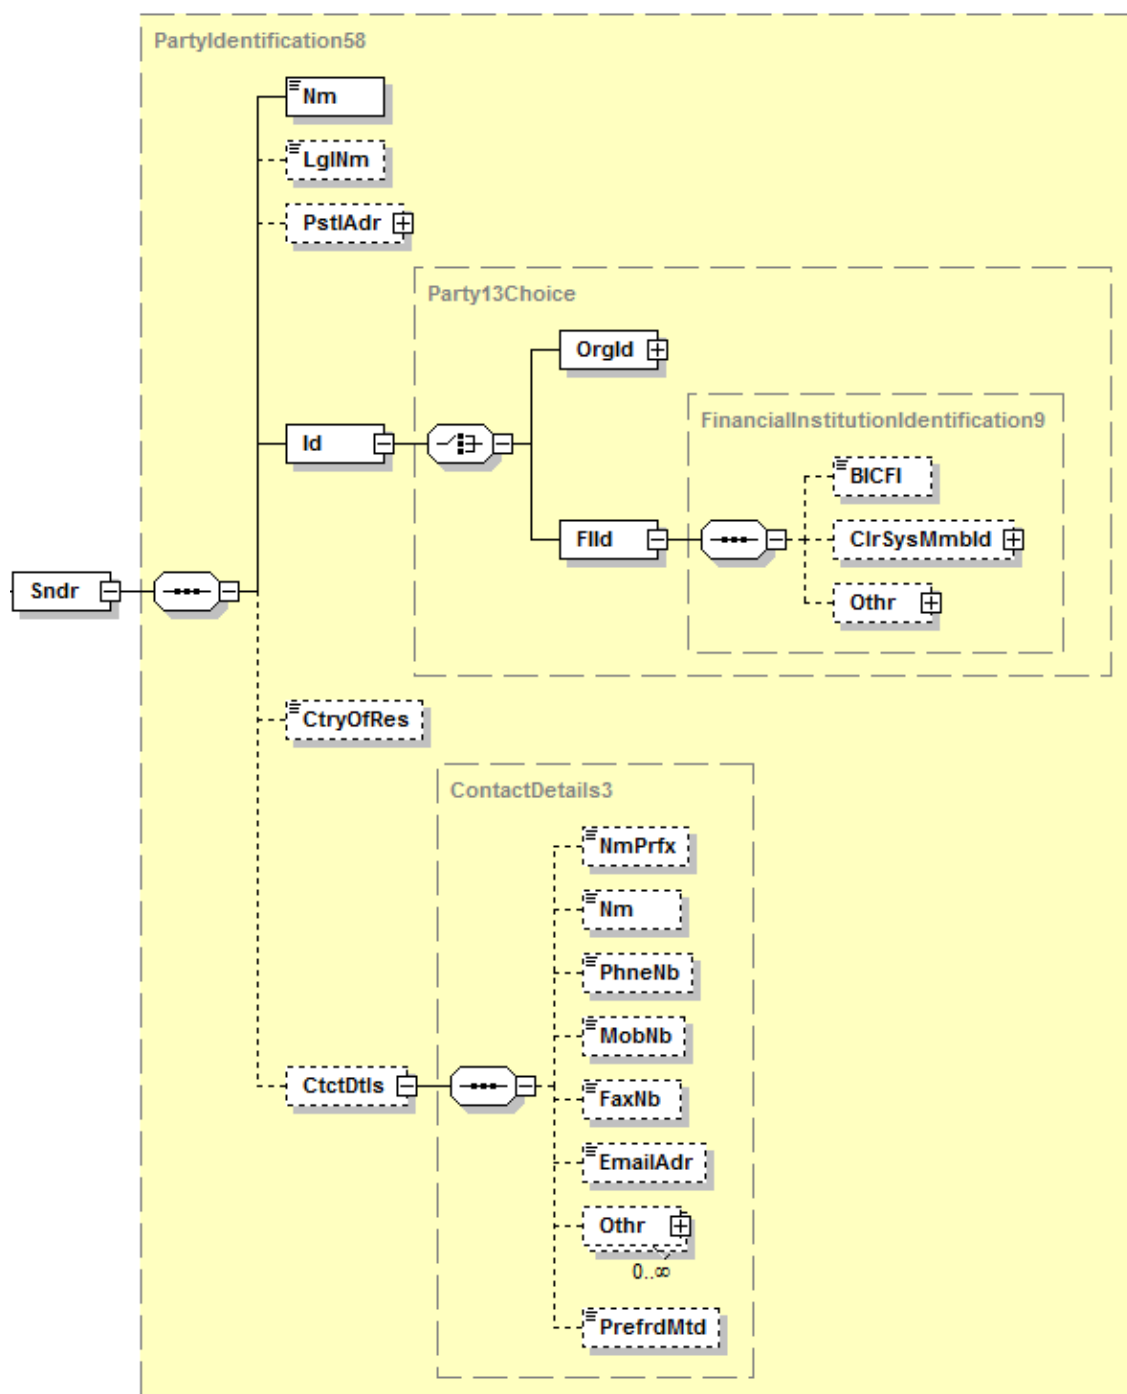 PartyIdentification58
Nm
LglNm
PstlAdr
Party13Choice
OrgId
Id
FinancialInstitutionIdentification9
BICFI
FIId
ClrSysMmbId
Othr
Sndr
CtryOfRes
ContactDetails3
NmPrfx
Nm
PhneNb
MobNb
CtctDtls
FaxNb
EmailAdr
Othr
0..∞
PrefrdMtd